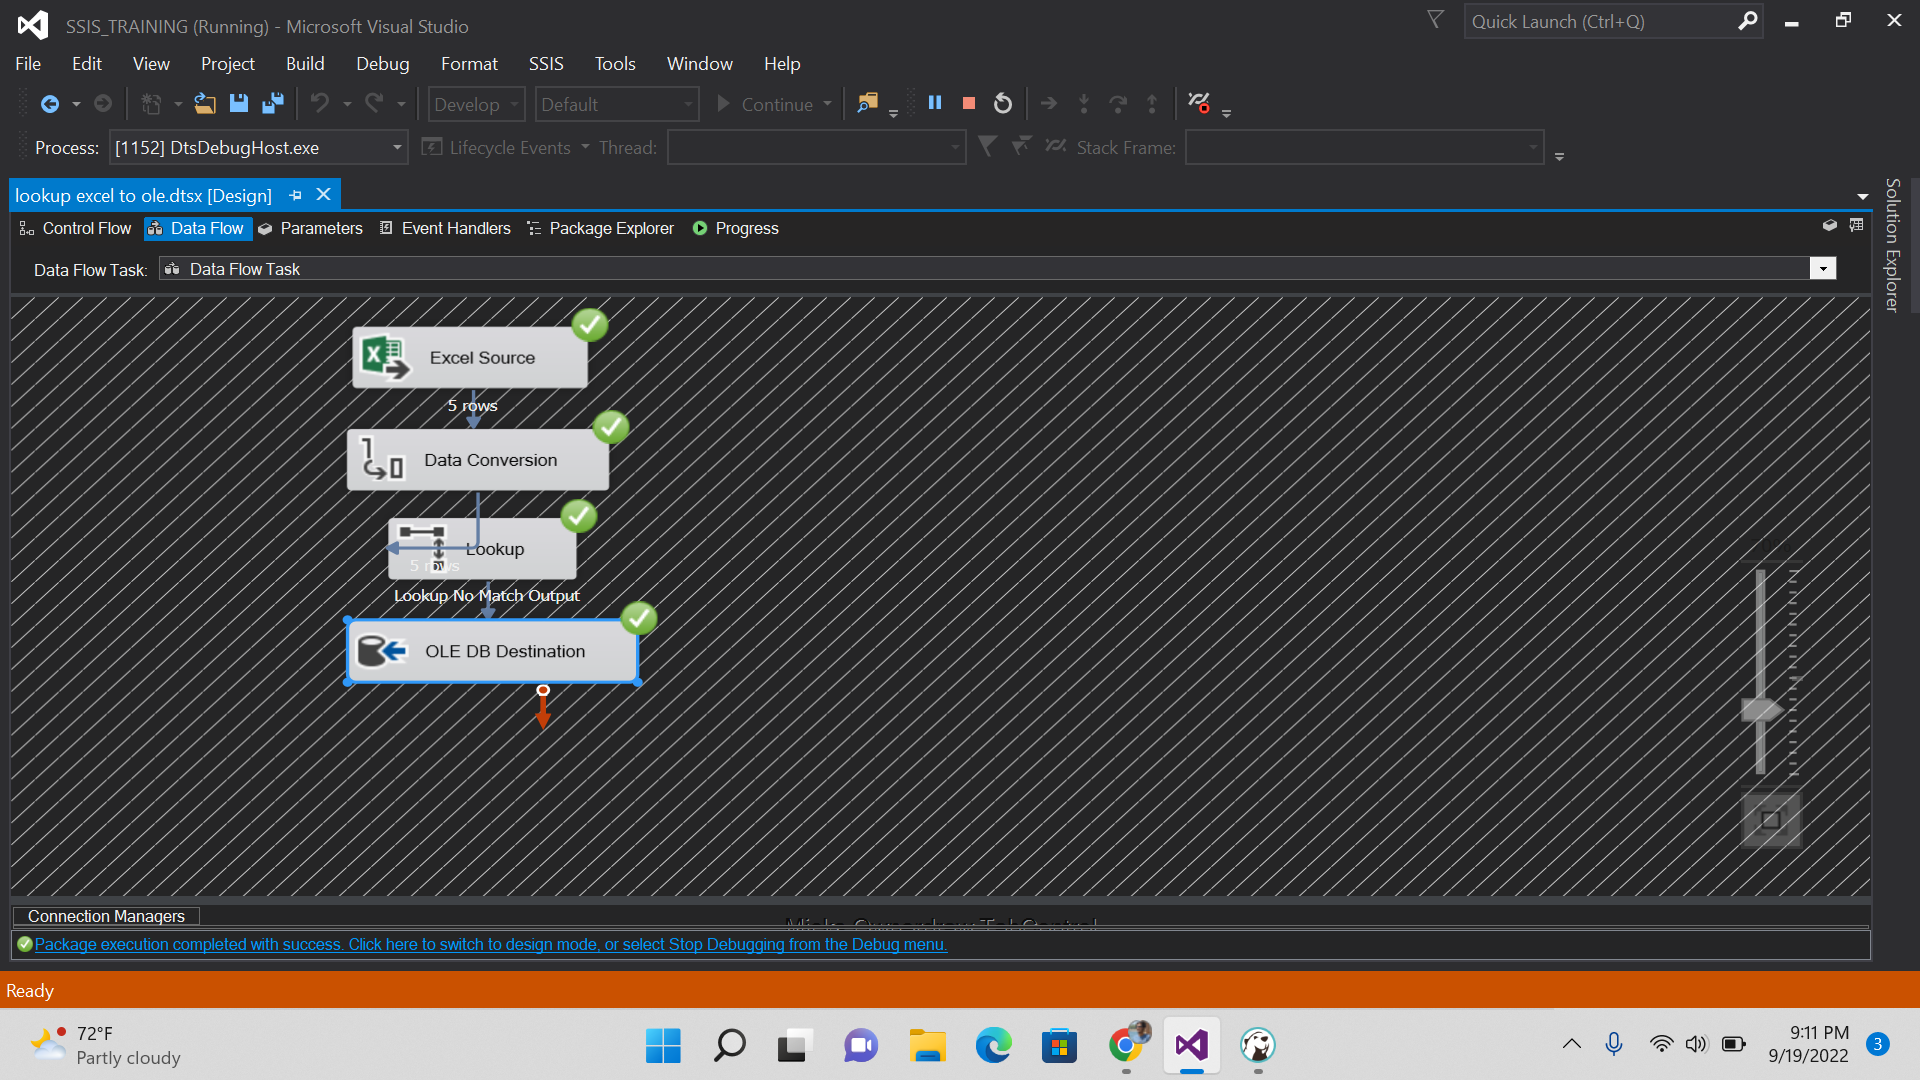 SSIS_TRAINING (Running) - Microsoft Visual Studio
Quick Launch (Ctrl+Q)
File Edit View Project Build Debug Format SSIS Tools Window Help
Develop Default Continue
Process: [1152] DtsDebugHost.exe Lifecycle Events Thread: Stack Frame:
lookup excel to ole.dtsx [Design]
Solution Explorer
Control Flow Data Flow Parameters Event Handlers Package Explorer Progress
Data Flow Task: Data Flow Task
Excel Source
5 rows
Data Conversion
Lookup
5 rows
Lookup No Match Output
OLE DB Destination
Connection Managers
Package execution completed with success. Click here to switch to design mode, or select Stop Debugging from the Debug menu.
Ready
72°F
Partly cloudy
9:11 PM
9/19/2022
3